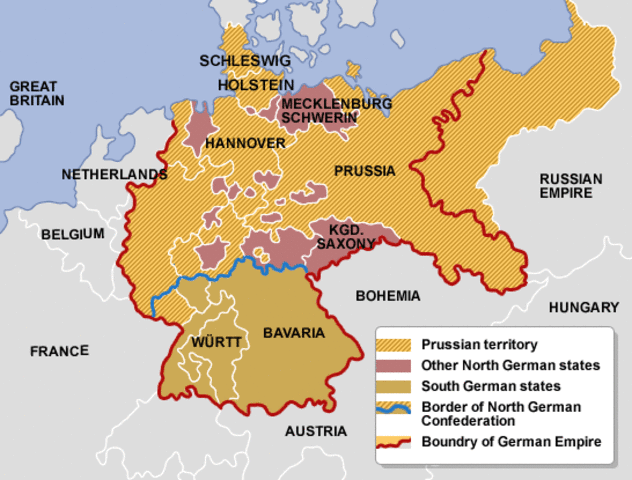 SCHLESWIG
GREAT
BRITAIN
HOLSTEIN
MECKLENBURG
SCHWERIN
HANNOVER
NETHERLANDS
PRUSSIA
RUSSIAN
EMPIRE
BELGIUM
KGD.
SAXONY
BOHEMIA
HUNGARY
FRANCE
WÜRTT
BAVARIA
AUSTRIA
Prussian territory
Other North German states
South German states
Border of North German
Confederation
Boundry of German Empire